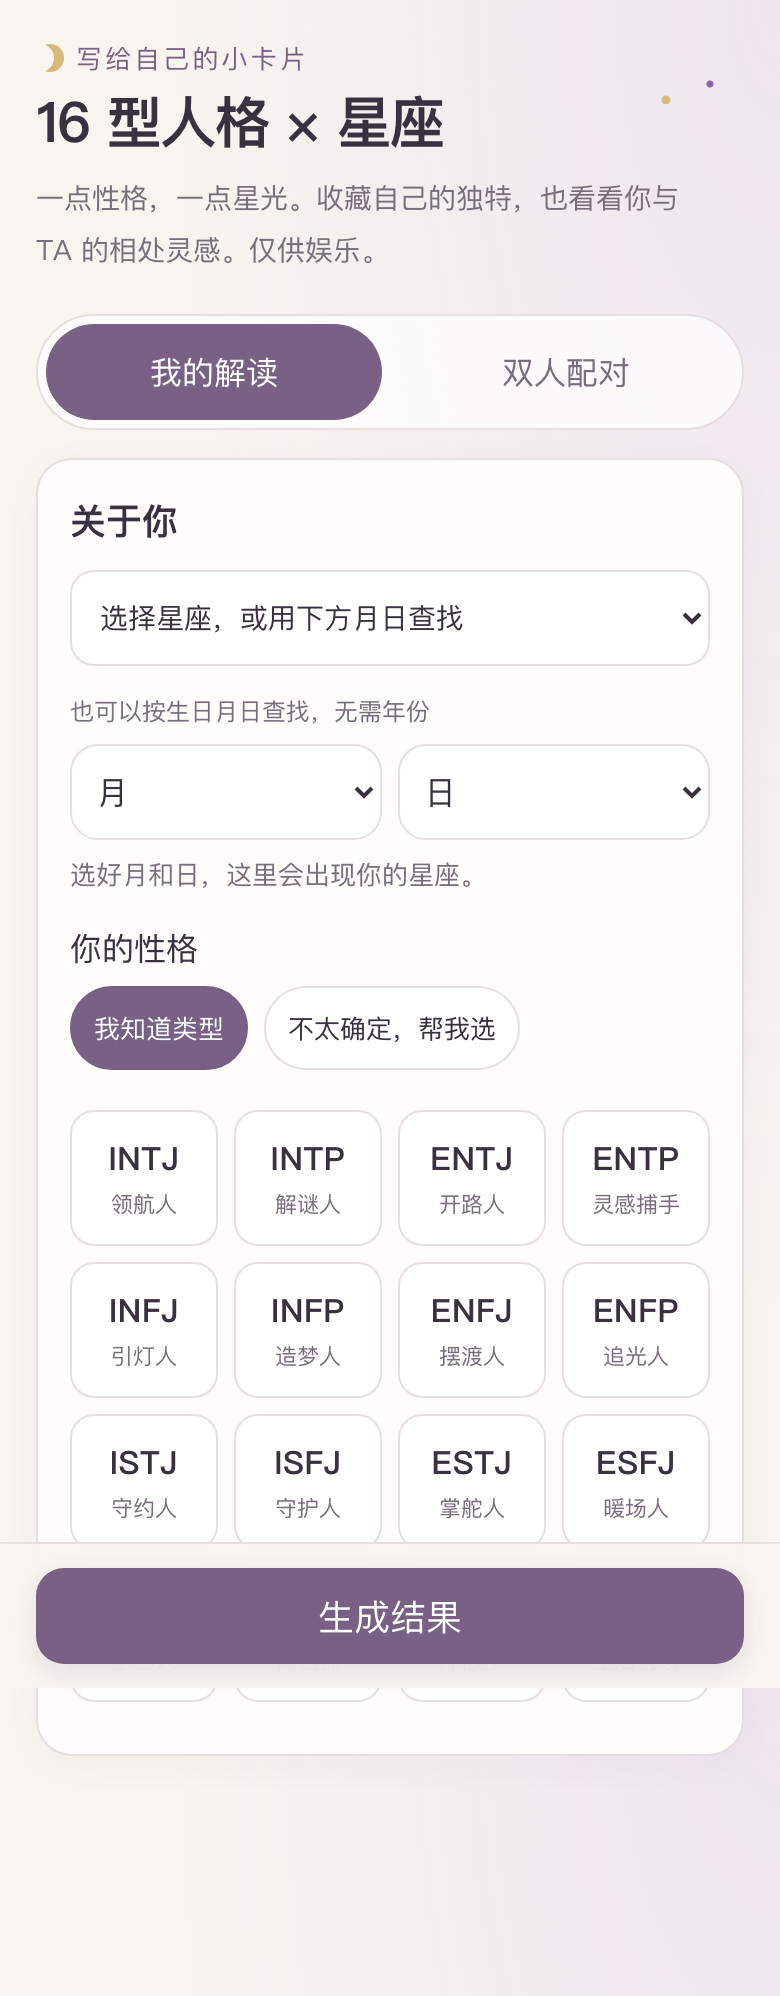 写给自己的小卡片
16 型人格 × 星座
一点性格，一点星光。收藏自己的独特，也看看你与
TA 的相处灵感。仅供娱乐。
我的解读
双人配对
关于你
选择星座，或用下方月日查找
也可以按生日月日查找，无需年份
月
日
选好月和日，这里会出现你的星座。
你的性格
我知道类型
不太确定，帮我选
INTJ
领航人
INTP
解谜人
ENTJ
开路人
ENTP
灵感捕手
INFJ
引灯人
INFP
造梦人
ENFJ
摆渡人
ENFP
追光人
ISTJ
守约人
ISFJ
守护人
ESTJ
掌舵人
ESFJ
暖场人
生成结果